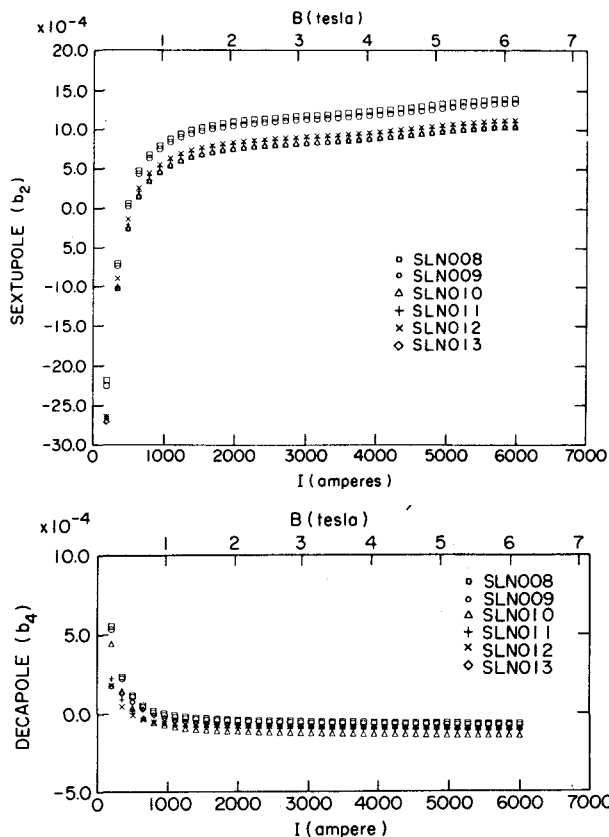 B (tesla)
×10⁻⁴ 1 2 3 4 5 6 7
20.0
15.0
10.0
5.0
0.0
5.0
-10.0
-15.0
-20.0
-25.0
-30.0
SEXTUPOLE (b₂)
SLN008
SLN009
SLN010
SLN011
SLN012
SLN013
0 1000 2000 3000 4000 5000 6000 7000
I (amperes)
B (tesla)
×10⁻⁴ 1 2 3 4 5 6 7
10.0
5.0
0.0
-5.0
DECAPOLE (b₄)
SLN008
SLN009
SLN010
SLN011
SLN012
SLN013
0 1000 2000 3000 4000 5000 6000 7000
I (ampere)